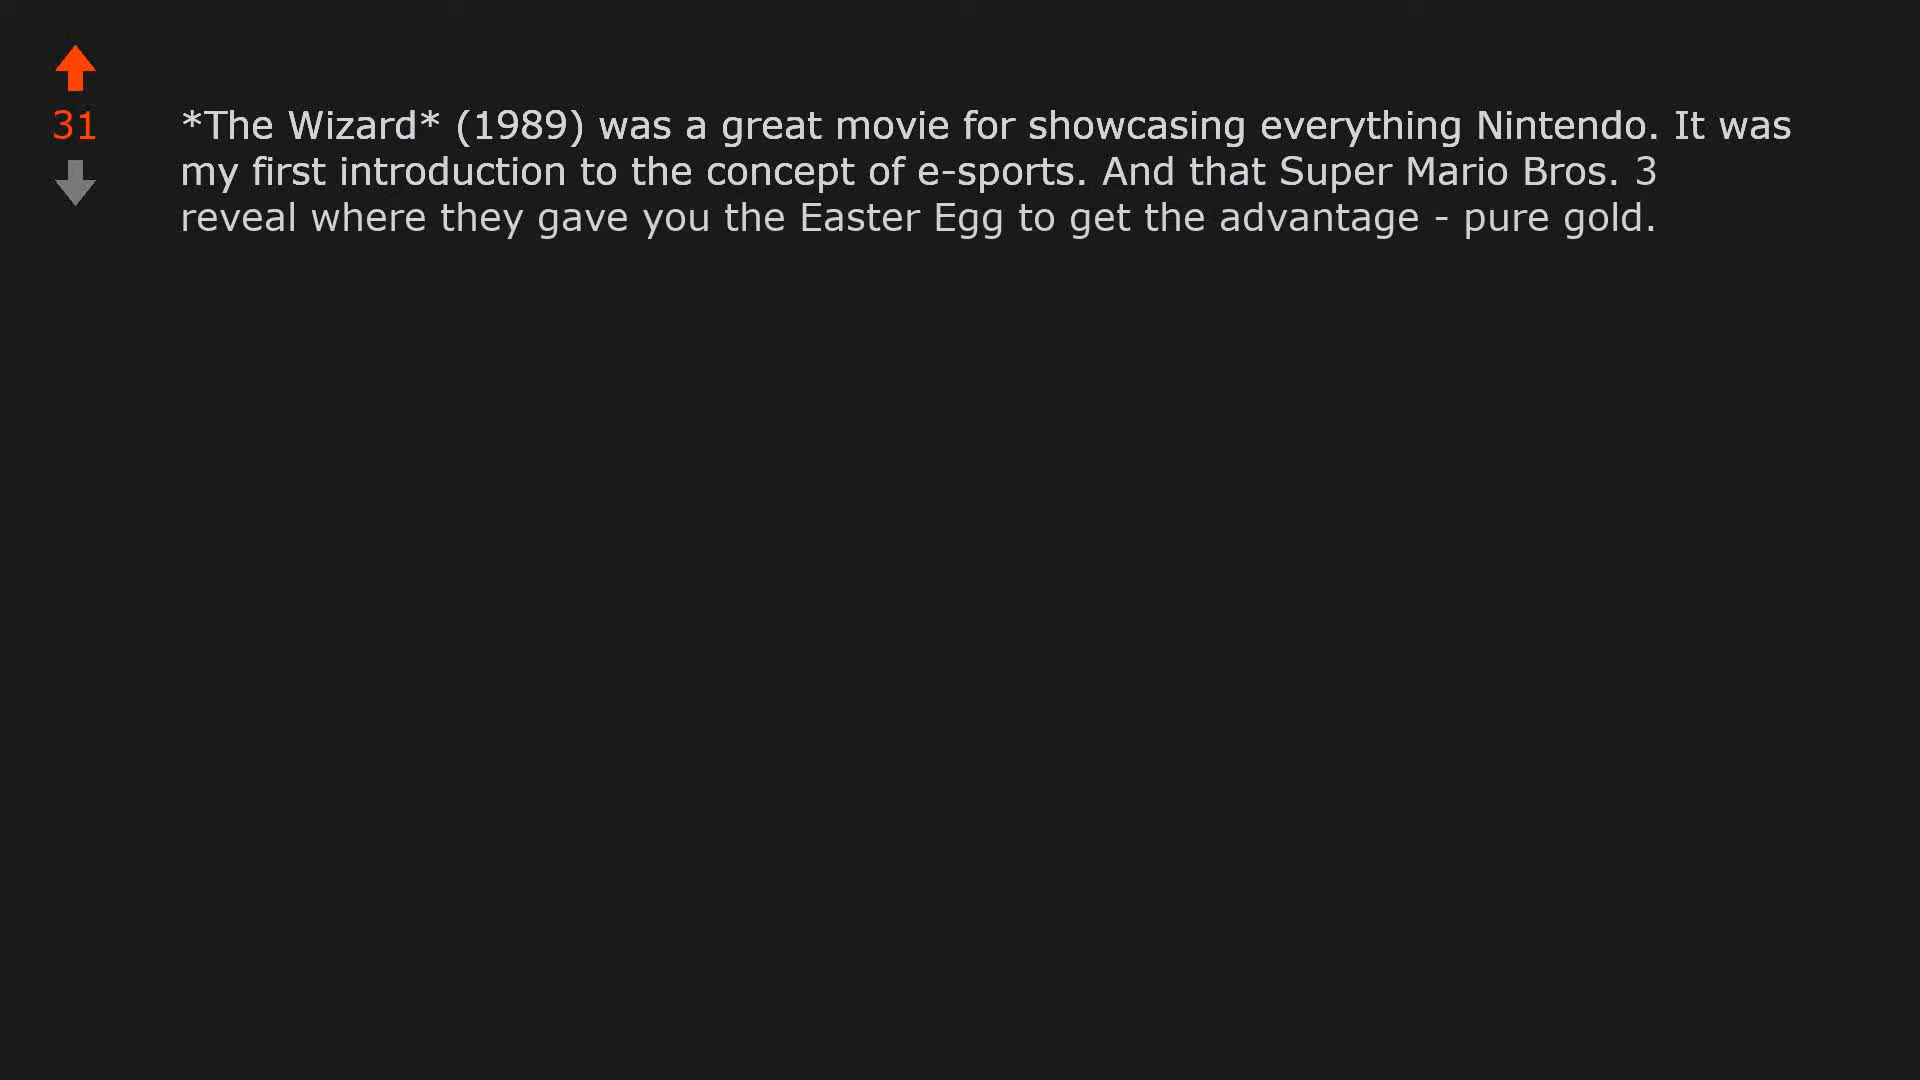 31
*The Wizard* (1989) was a great movie for showcasing everything Nintendo. It was
my first introduction to the concept of e-sports. And that Super Mario Bros. 3
reveal where they gave you the Easter Egg to get the advantage - pure gold.